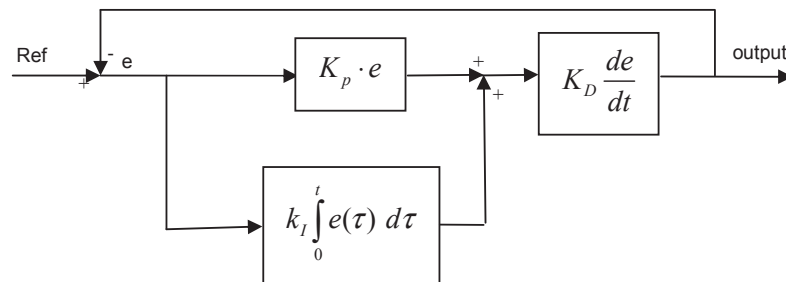 Ref
+
-
e
K_p · e
+
+
K_D de/dt
output
k_I ∫_0^t e(τ) dτ